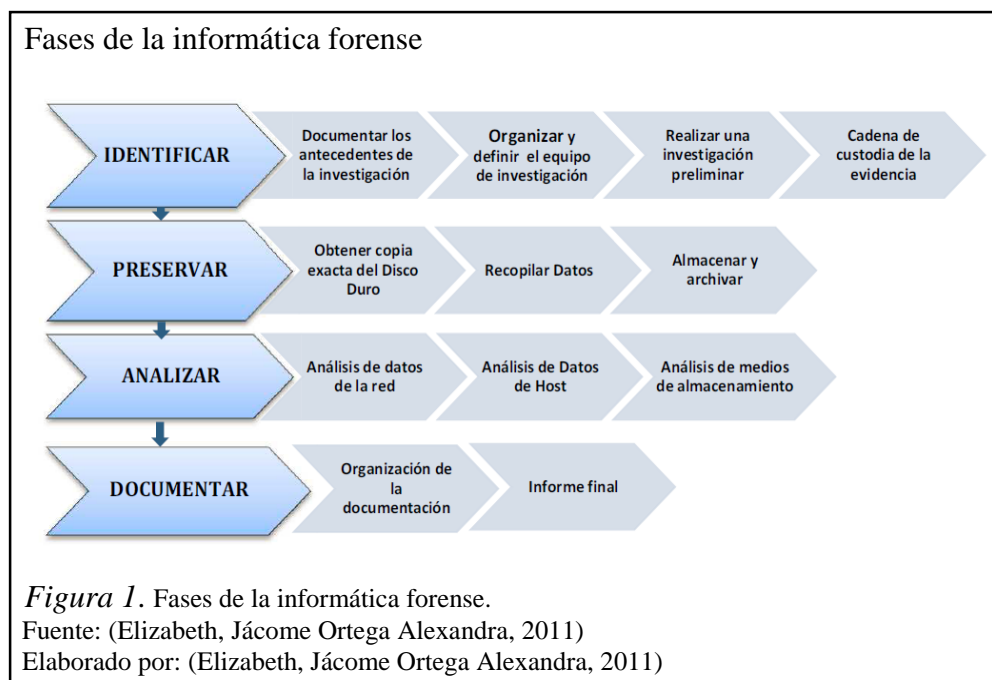 Fases de la informática forense
IDENTIFICAR
Documentar los
antecedentes de
la investigación
Organizar y
definir el equipo
de investigación
Realizar una
investigación
preliminar
Cadena de
custodia de la
evidencia
PRESERVAR
Obtener copia
exacta del Disco
Duro
Recopilar Datos
Almacenar y
archivar
ANALIZAR
Análisis de datos
de la red
Análisis de Datos
de Host
Análisis de medios
de almacenamiento
DOCUMENTAR
Organización de
la
documentación
Informe final
Figura 1. Fases de la informática forense.
Fuente: (Elizabeth, Jácome Ortega Alexandra, 2011)
Elaborado por: (Elizabeth, Jácome Ortega Alexandra, 2011)